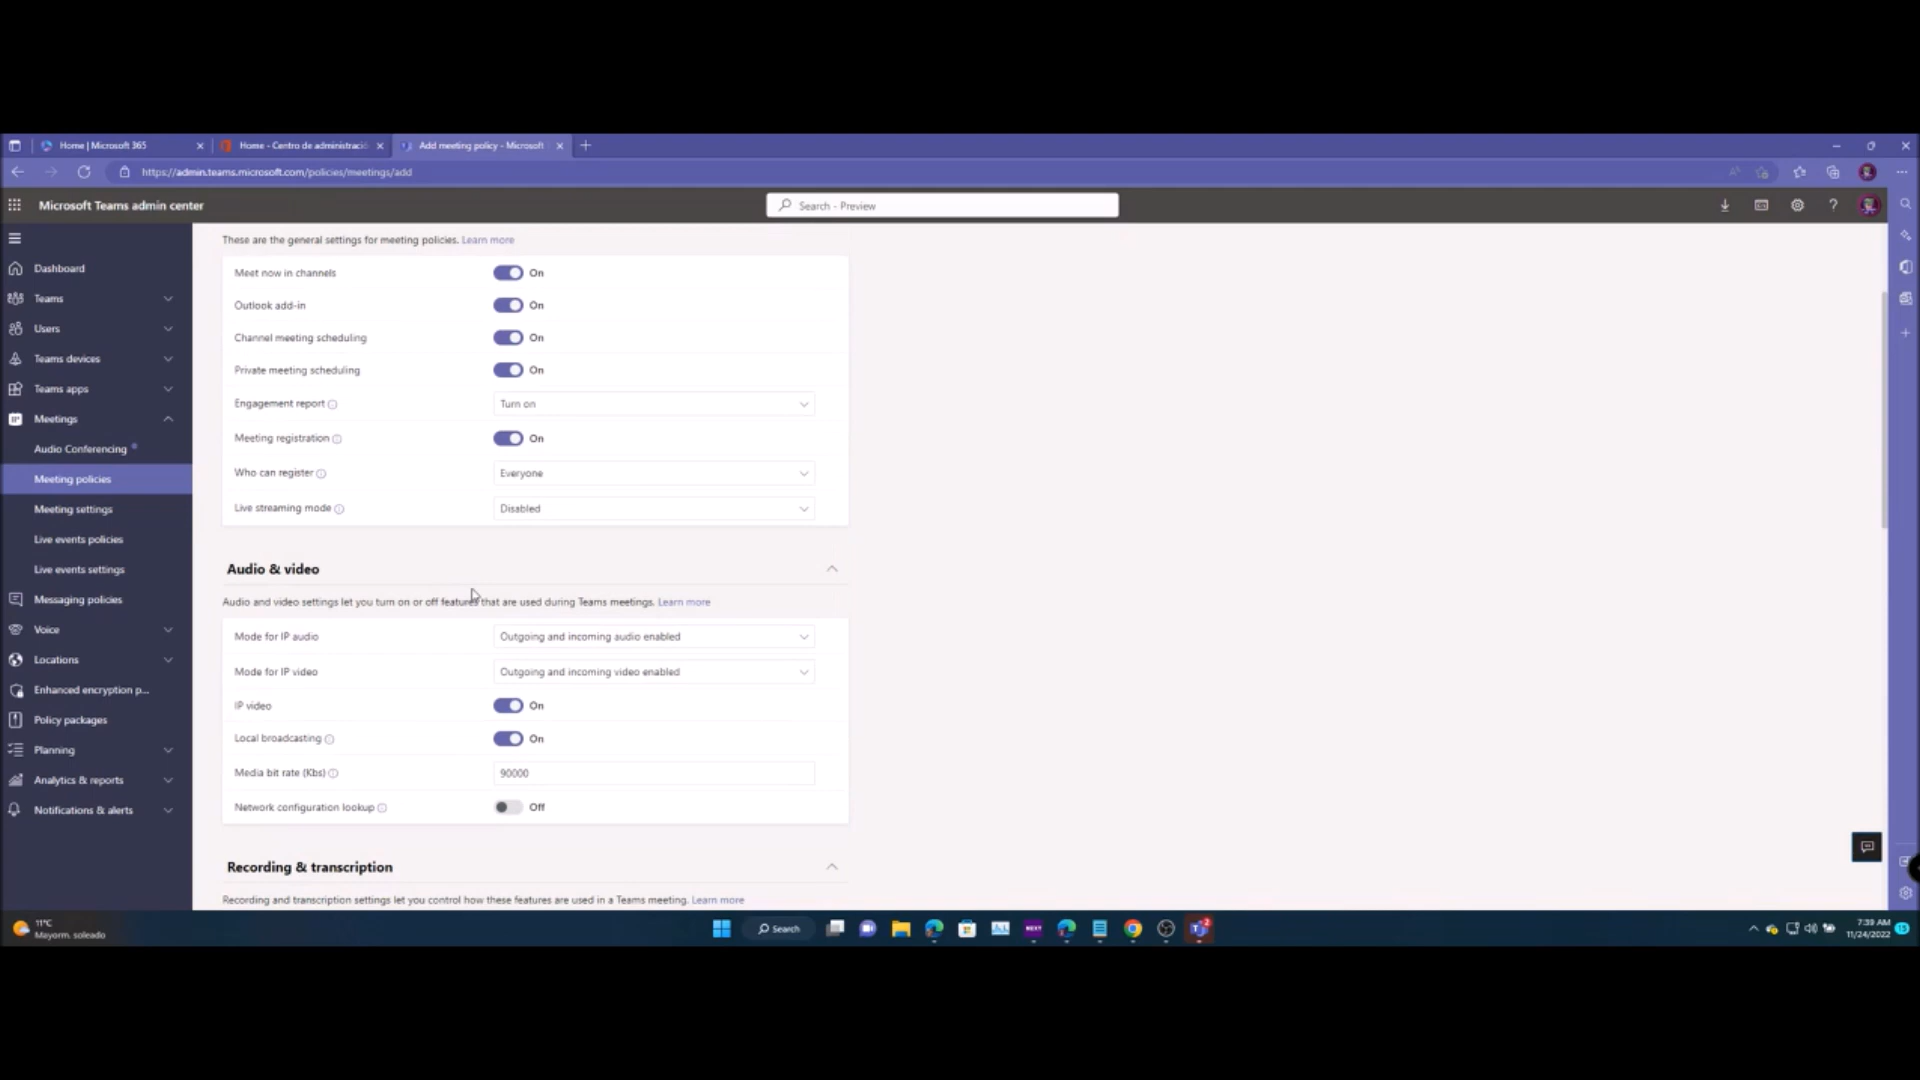 Home | Microsoft 365
Home - Centro de administració
Add meeting policy - Microsoft
https://admin.teams.microsoft.com/policies/meetings/add
Microsoft Teams admin center
Search - Preview
Dashboard
Teams
Users
Teams devices
Teams apps
Meetings
Audio Conferencing
Meeting policies
Meeting settings
Live events policies
Live events settings
Messaging policies
Voice
Locations
Enhanced encryption p...
Policy packages
Planning
Analytics & reports
Notifications & alerts
These are the general settings for meeting policies. Learn more
Meet now in channels On
Outlook add-in On
Channel meeting scheduling On
Private meeting scheduling On
Engagement report Turn on
Meeting registration On
Who can register Everyone
Live streaming mode Disabled
Audio & video
Audio and video settings let you turn on or off features that are used during Teams meetings. Learn more
Mode for IP audio Outgoing and incoming audio enabled
Mode for IP video Outgoing and incoming video enabled
IP video On
Local broadcasting On
Media bit rate (Kbs) 90000
Network configuration lookup Off
Recording & transcription
Recording and transcription settings let you control how these features are used in a Teams meeting. Learn more
11°C
Mayorm. soleado
Search
7:39 AM
11/24/2022